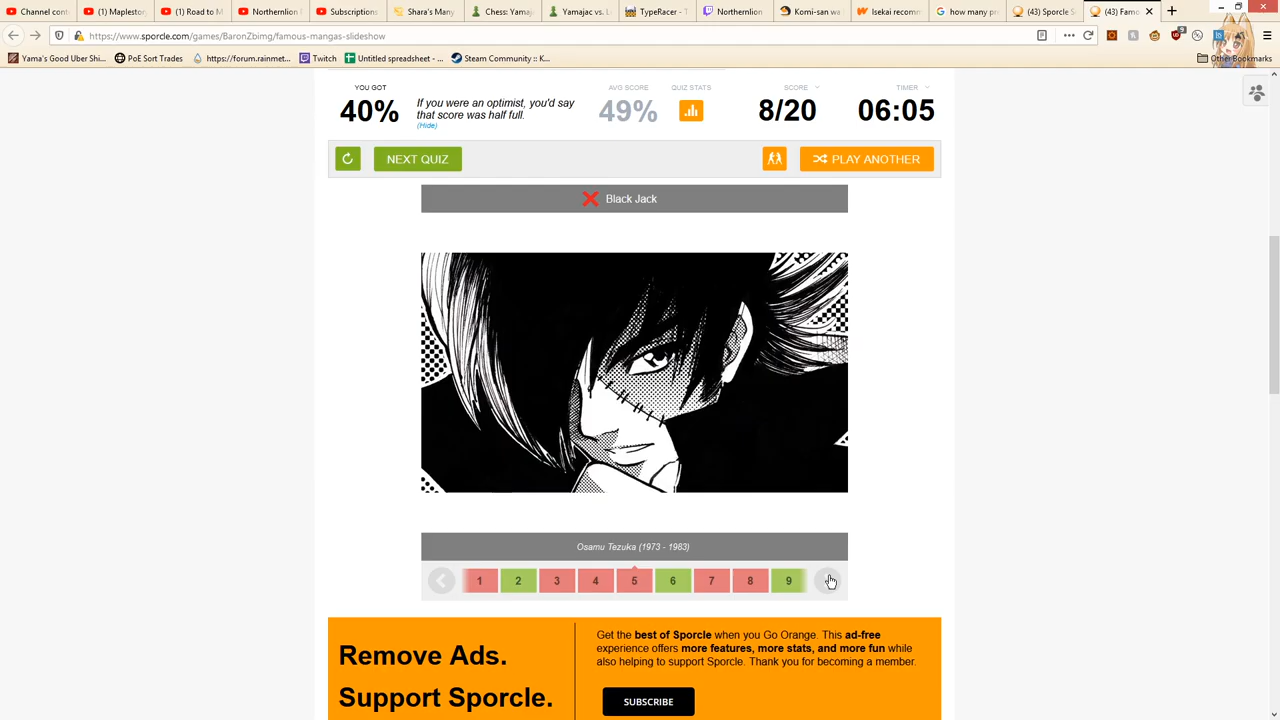 Channel cont
(1) Maplestor
(1) Road to M
Northernlion I
Subscriptions
Shara's Many
Chess: Yamaja
Yamajac vs. L
TypeRacer - T
Northernlion
Komi-san wa
Isekai recomm
how many pr
(43) Sporcle S
(43) Famo
https://www.sporcle.com/games/BaronZbimg/famous-mangas-slideshow
Yama's Good Uber Shi...
PoE Sort Trades
https://forum.rainmet...
Twitch
Untitled spreadsheet - ...
Steam Community :: K...
Other Bookmarks
YOU GOT
40%
If you were an optimist, you'd say
that score was half full.
(Hide)
AVG SCORE
49%
QUIZ STATS
SCORE
8/20
TIMER
06:05
NEXT QUIZ
PLAY ANOTHER
Black Jack
Osamu Tezuka (1973 - 1983)
1 2 3 4 5 6 7 8 9
Remove Ads.
Support Sporcle.
Get the best of Sporcle when you Go Orange. This ad-free
experience offers more features, more stats, and more fun while
also helping to support Sporcle. Thank you for becoming a member.
SUBSCRIBE